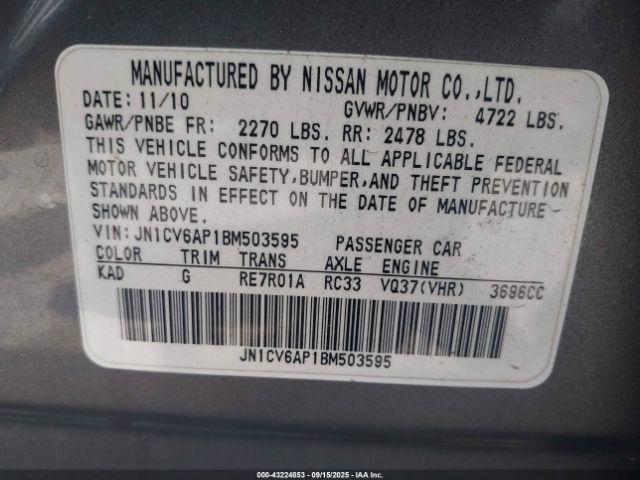 MANUFACTURED BY NISSAN MOTOR CO.,LTD.
DATE: 11/10 GVWR/PNBV: 4722 LBS.
GAWR/PNBE FR: 2270 LBS. RR: 2478 LBS.
THIS VEHICLE CONFORMS TO ALL APPLICABLE FEDERAL
MOTOR VEHICLE SAFETY,BUMPER,AND THEFT PREVENTION
STANDARDS IN EFFECT ON THE DATE OF MANUFACTURE
SHOWN ABOVE.
VIN: JN1CV6AP1BM503595 PASSENGER CAR
COLOR TRIM TRANS AXLE ENGINE
KAD G RE7R01A RC33 VQ37(VHR) 3696CC
JN1CV6AP1BM503595
000-43224853 - 09/15/2025 - IAAI.COM